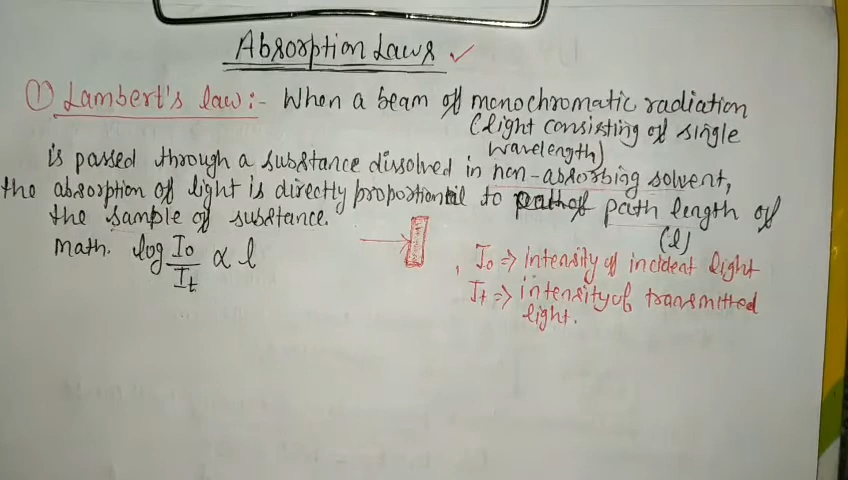 Absorption Laws ✓
① Lambert's law:- When a beam of monochromatic radiation
(light consisting of single
wavelength)
is passed through a substance dissolved in non-absorbing solvent,
the absorption of light is directly proportional to path length of
(l)
the sample of substance.
Math. log I₀/Iₜ ∝ l
I₀ => intensity of incident light
Iₜ => intensity of transmitted
light.